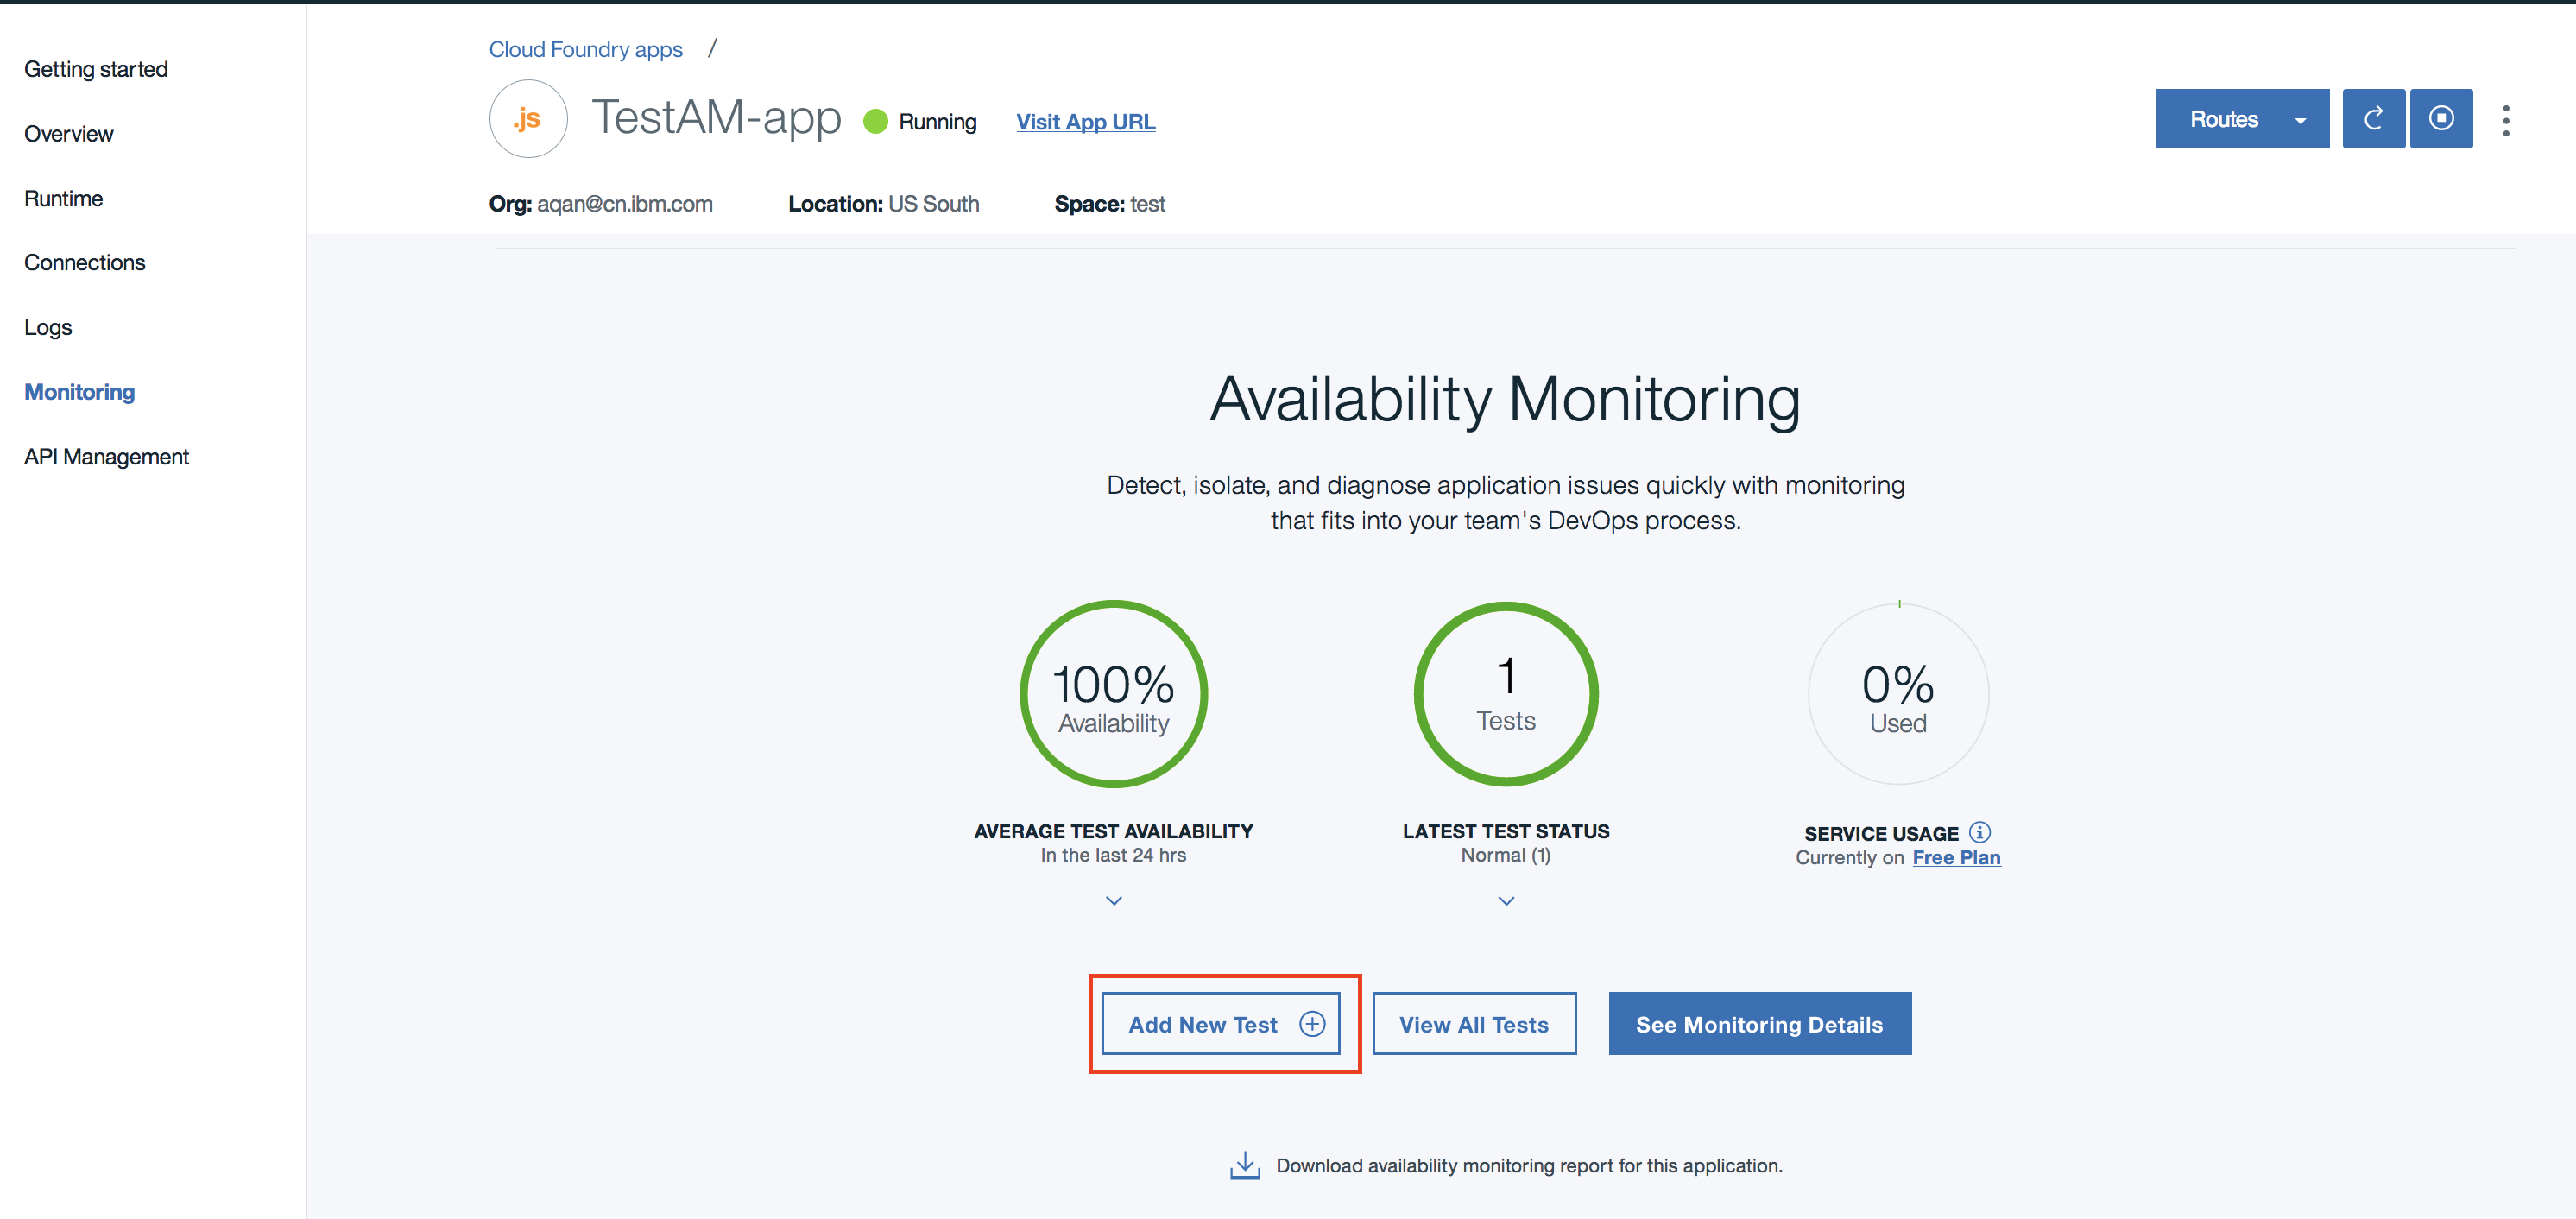 Getting started
Overview
Runtime
Connections
Logs
Monitoring
API Management
Cloud Foundry apps /
.js
TestAM-app
Running
Visit App URL
Routes
Org: aqan@cn.ibm.com
Location: US South
Space: test
Availability Monitoring
Detect, isolate, and diagnose application issues quickly with monitoring
that fits into your team's DevOps process.
100%
Availability
AVERAGE TEST AVAILABILITY
In the last 24 hrs
1
Tests
LATEST TEST STATUS
Normal (1)
0%
Used
SERVICE USAGE i
Currently on Free Plan
Add New Test
View All Tests
See Monitoring Details
Download availability monitoring report for this application.